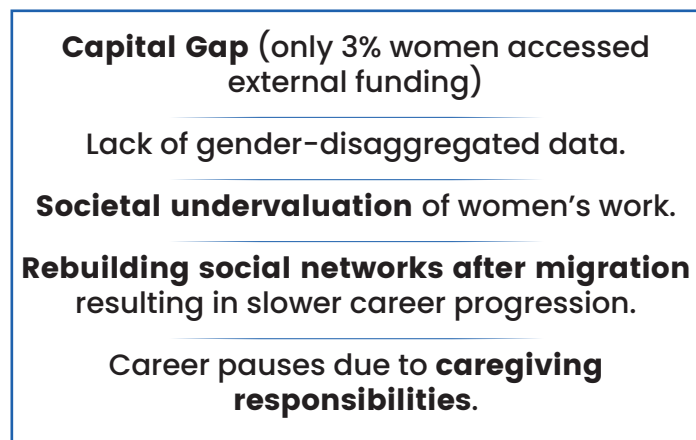 Capital Gap (only 3% women accessed
external funding)
Lack of gender-disaggregated data.
Societal undervaluation of women's work.
Rebuilding social networks after migration
resulting in slower career progression.
Career pauses due to caregiving
responsibilities.